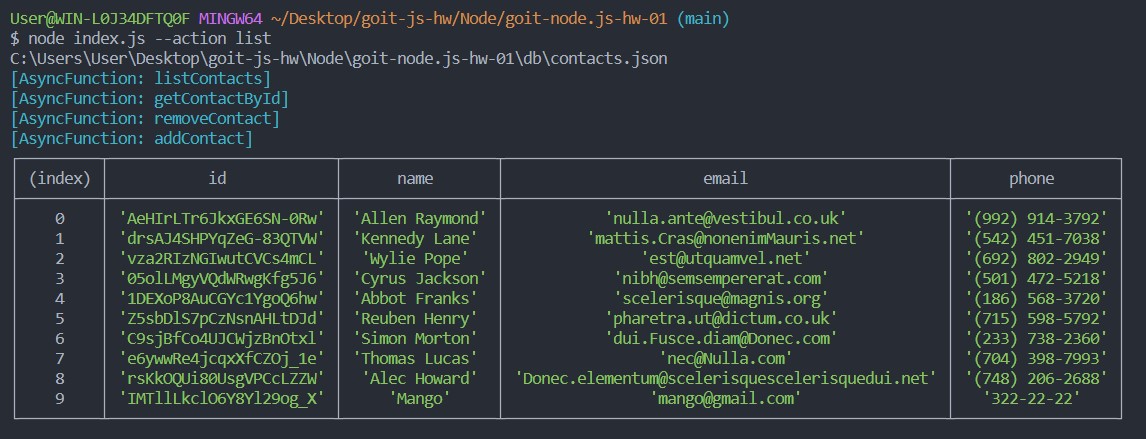 User@WIN-L0J34DFTQ0F MINGW64 ~/Desktop/goit-js-hw/Node/goit-node.js-hw-01 (main)
$ node index.js --action list
C:\Users\User\Desktop\goit-js-hw\Node\goit-node.js-hw-01\db\contacts.json
[AsyncFunction: listContacts]
[AsyncFunction: getContactById]
[AsyncFunction: removeContact]
[AsyncFunction: addContact]
(index) id name email phone
0 'AeHIrLTr6JkxGE6SN-0Rw' 'Allen Raymond' 'nulla.ante@vestibul.co.uk' '(992) 914-3792'
1 'drsAJ4SHPYqZeG-83QTVW' 'Kennedy Lane' 'mattis.Cras@nonenimMauris.net' '(542) 451-7038'
2 'vza2RIzNGIwutCVCs4mCL' 'Wylie Pope' 'est@utquamvel.net' '(692) 802-2949'
3 '05olLMgyVQdWRwgKfg5J6' 'Cyrus Jackson' 'nibh@semsempererat.com' '(501) 472-5218'
4 '1DEXoP8AuCGYc1YgoQ6hw' 'Abbot Franks' 'scelerisque@magnis.org' '(186) 568-3720'
5 'Z5sbDlS7pCzNsnAHLtDJd' 'Reuben Henry' 'pharetra.ut@dictum.co.uk' '(715) 598-5792'
6 'C9sjBfCo4UJCWjzBnOtxl' 'Simon Morton' 'dui.Fusce.diam@Donec.com' '(233) 738-2360'
7 'e6ywwRe4jcqxXfCZOj_1e' 'Thomas Lucas' 'nec@Nulla.com' '(704) 398-7993'
8 'rsKkOQUi80UsgVPCcLZZW' 'Alec Howard' 'Donec.elementum@scelerisquescelerisquedui.net' '(748) 206-2688'
9 'IMTllLkclO6Y8Yl29og_X' 'Mango' 'mango@gmail.com' '322-22-22'